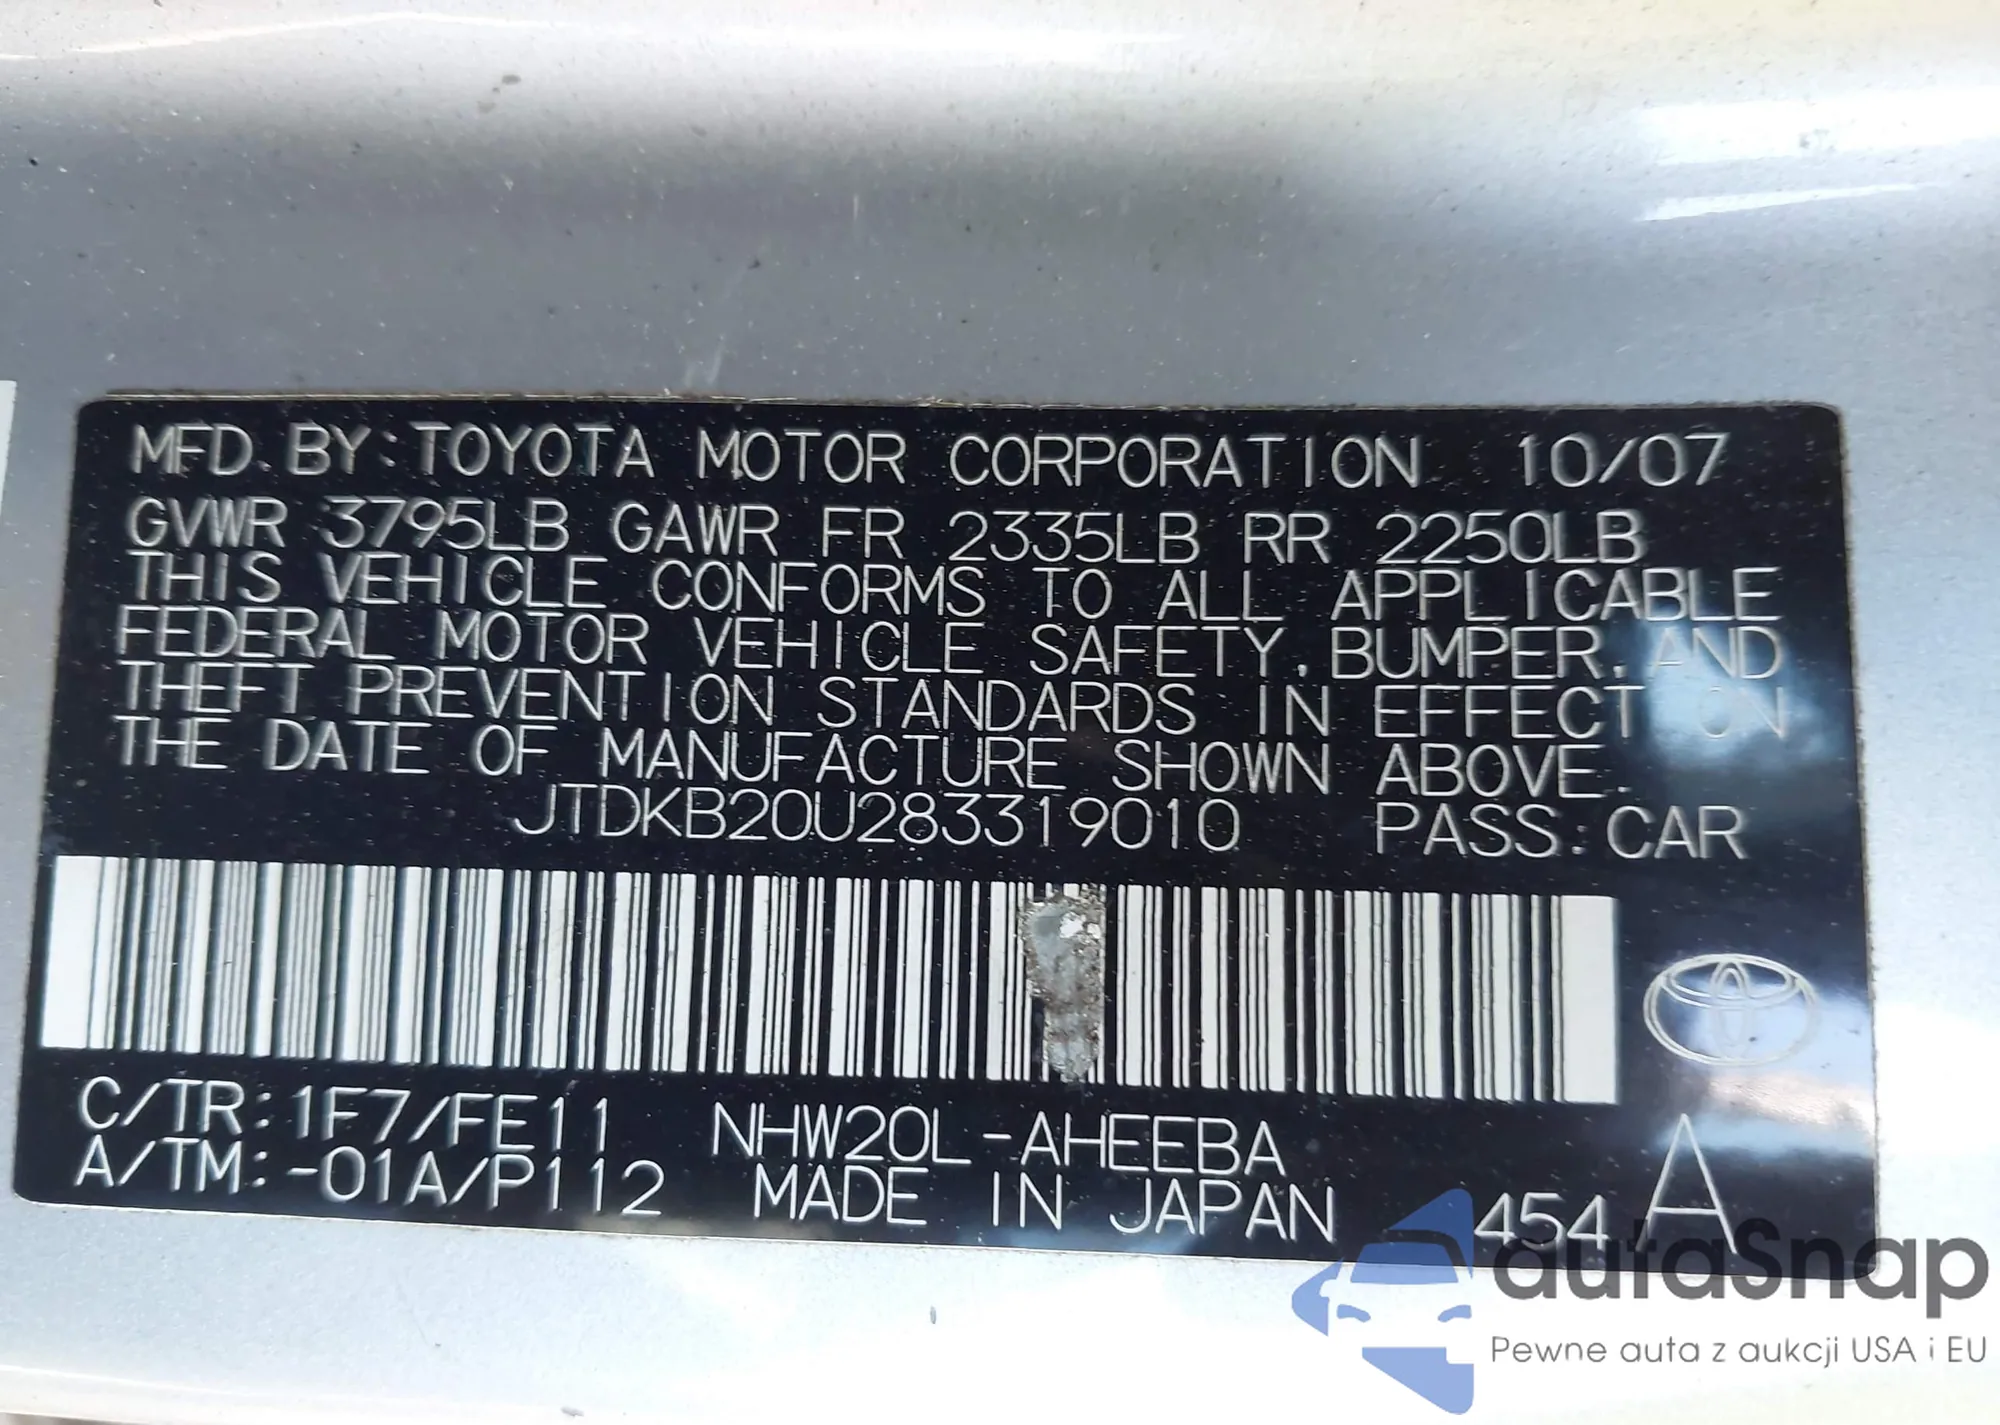 MFD. BY: TOYOTA MOTOR CORPORATION 10/07
GVWR 3795LB GAWR FR 2335LB RR 2250LB
THIS VEHICLE CONFORMS TO ALL APPLICABLE
FEDERAL MOTOR VEHICLE SAFETY, BUMPER, AND
THEFT PREVENTION STANDARDS IN EFFECT ON
THE DATE OF MANUFACTURE SHOWN ABOVE.
JTDKB20U283319010 PASS. CAR
C/TR: 1F7/FE11 NHW20L-AHEEBA
A/TM: -01A/P112 MADE IN JAPAN 454 A
autaSnap
Pewne auta z aukcji USA i EU